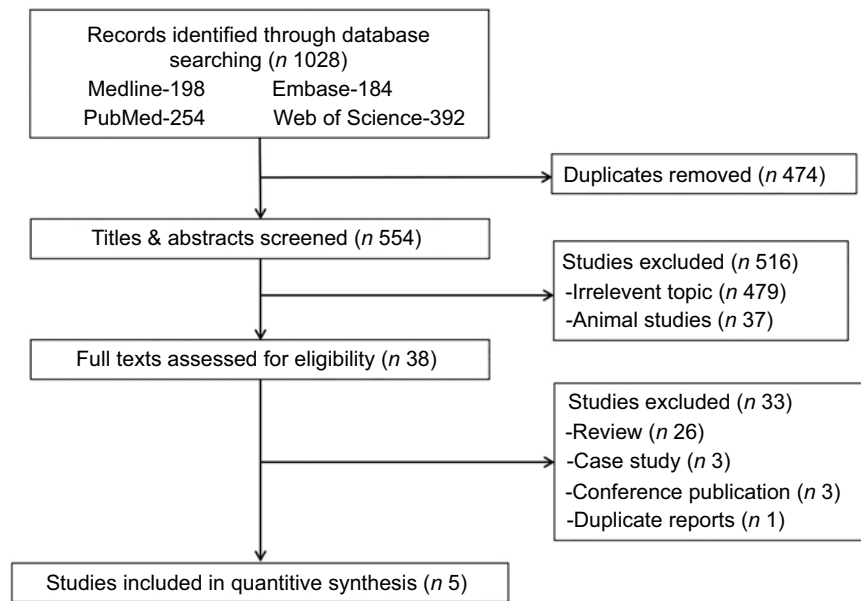 Records identified through database
searching (n 1028)
Medline-198 Embase-184
PubMed-254 Web of Science-392
Duplicates removed (n 474)
Titles & abstracts screened (n 554)
Studies excluded (n 516)
-Irrelevent topic (n 479)
-Animal studies (n 37)
Full texts assessed for eligibility (n 38)
Studies excluded (n 33)
-Review (n 26)
-Case study (n 3)
-Conference publication (n 3)
-Duplicate reports (n 1)
Studies included in quantitive synthesis (n 5)